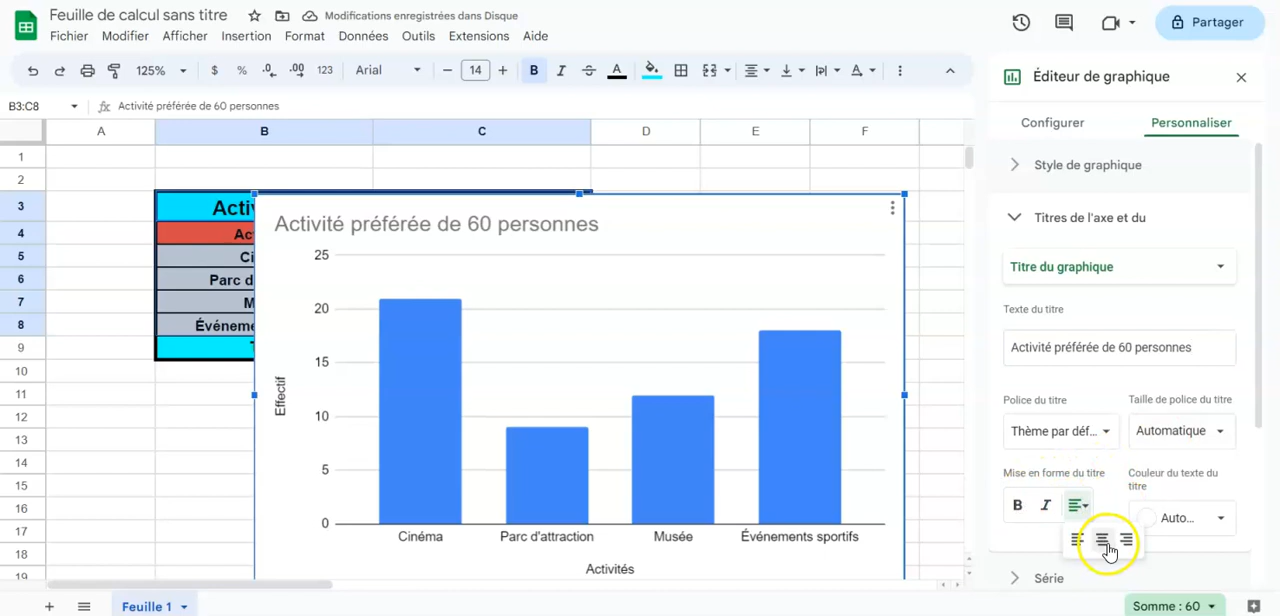 Feuille de calcul sans titre
Modifications enregistrées dans Disque
Fichier Modifier Afficher Insertion Format Données Outils Extensions Aide
Partager
125% $ % .0 .00 123 Arial 14 B I A
B3:C8 fx Activité préférée de 60 personnes
Éditeur de graphique
Configurer Personnaliser
A B C D E F
1
2
3
4
5
6
7
8
9
10
11
12
13
14
15
16
17
18
19
Acti
Ac
Ci
Parc d
M
Événeme
T
Activité préférée de 60 personnes
25
20
15
10
5
0
Effectif
Cinéma Parc d'attraction Musée Événements sportifs
Activités
Style de graphique
Titres de l'axe et du
Titre du graphique
Texte du titre
Activité préférée de 60 personnes
Police du titre
Taille de police du titre
Thème par déf...
Automatique
Mise en forme du titre
Couleur du texte du
titre
B I
Auto...
Série
Feuille 1
Somme : 60